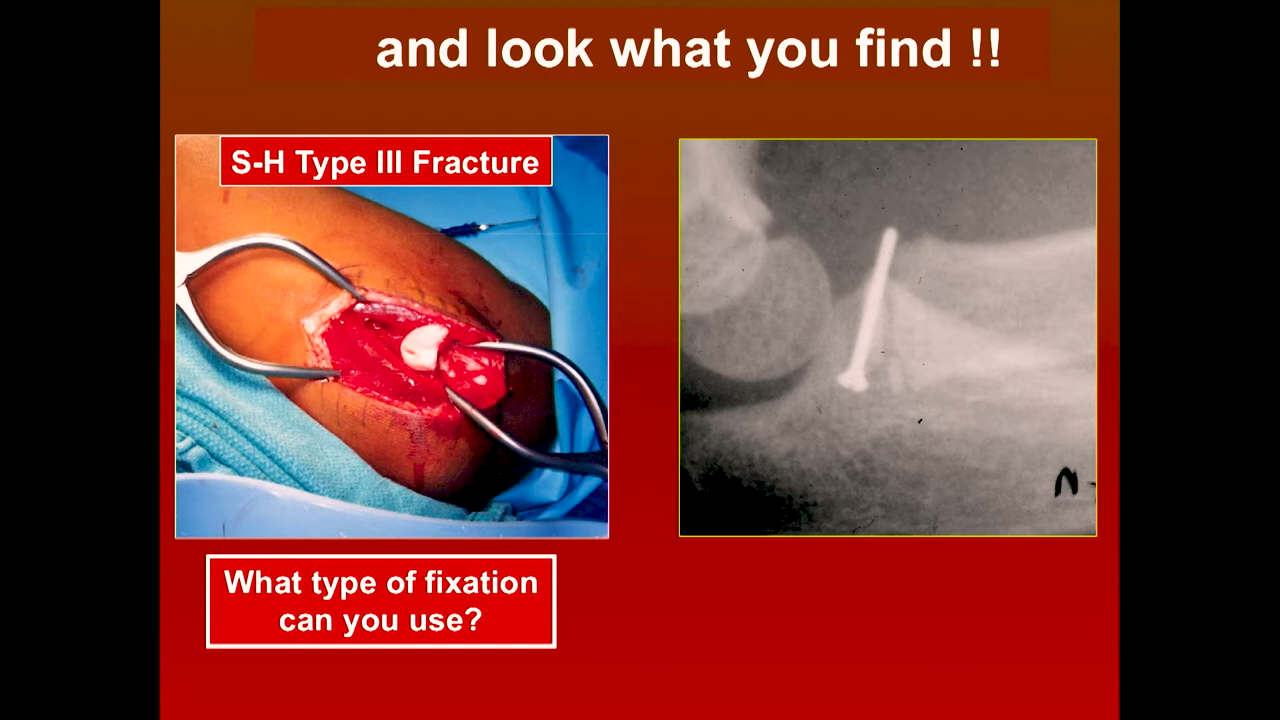 and look what you find !!
S-H Type III Fracture
What type of fixation
can you use?
N